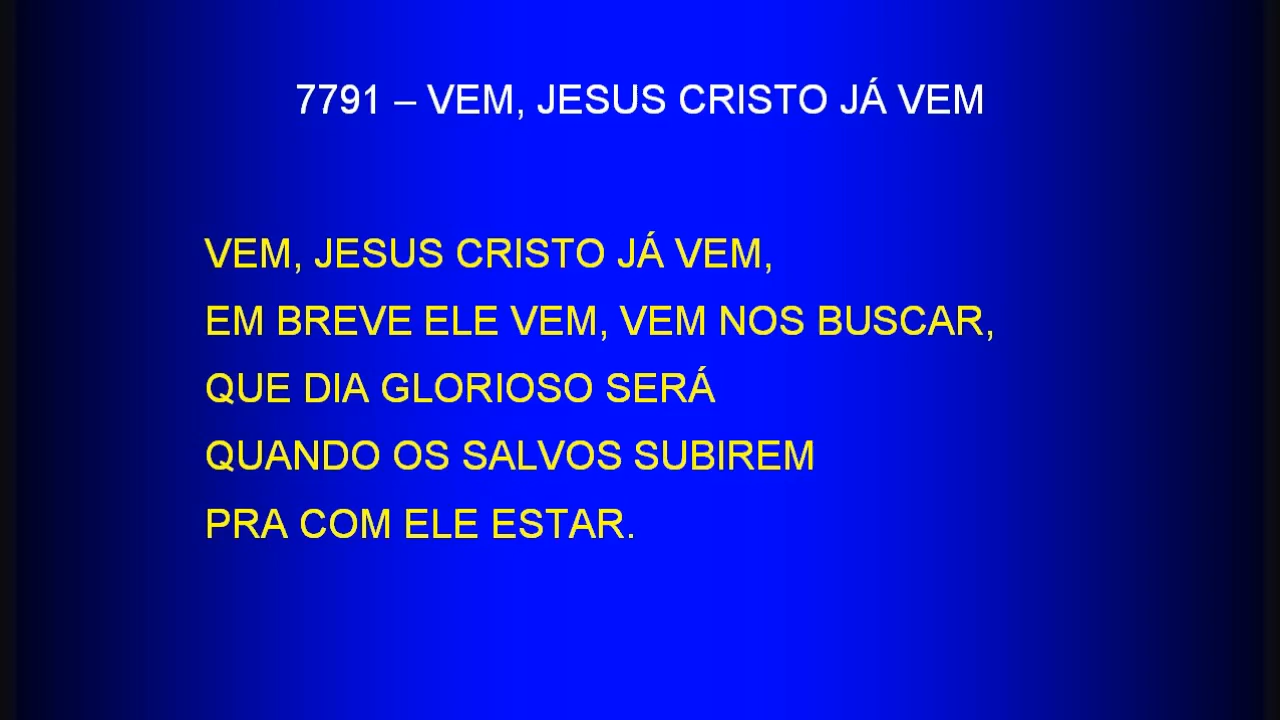 7791 – VEM, JESUS CRISTO JÁ VEM
VEM, JESUS CRISTO JÁ VEM,
EM BREVE ELE VEM, VEM NOS BUSCAR,
QUE DIA GLORIOSO SERÁ
QUANDO OS SALVOS SUBIREM
PRA COM ELE ESTAR.